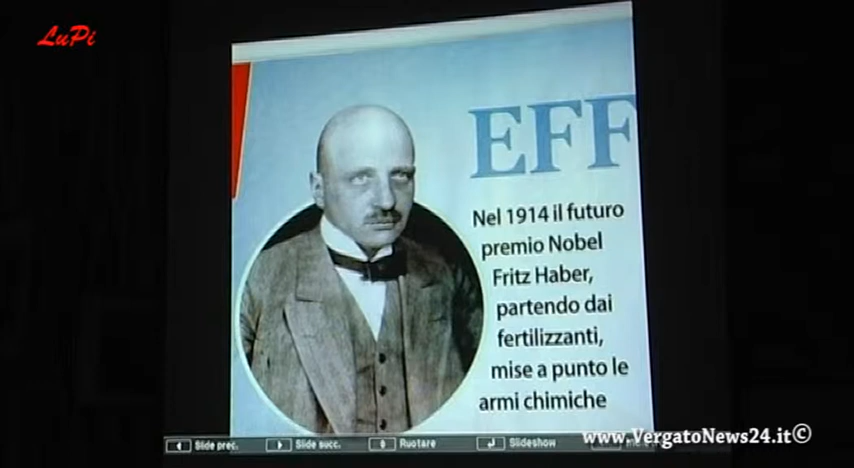 LuPi
EFF
Nel 1914 il futuro
premio Nobel
Fritz Haber,
partendo dai
fertilizzanti,
mise a punto le
armi chimiche
Slide prec.
Slide succ.
Ruotare
Slideshow
www.VergatoNews24.it©